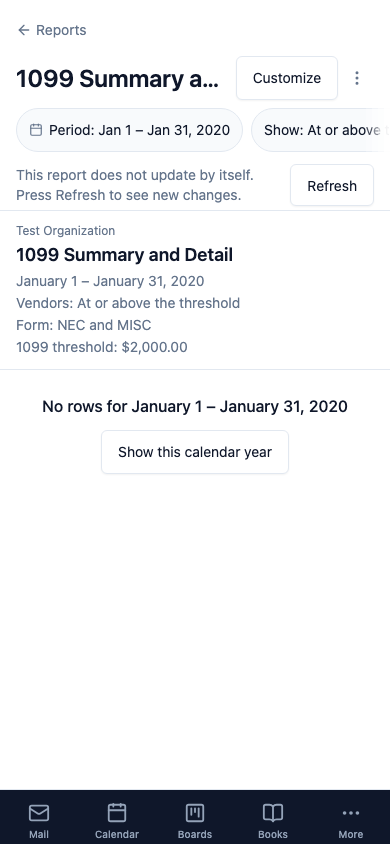 Reports
1099 Summary a...
Customize
Period: Jan 1 – Jan 31, 2020
Show: At or above
This report does not update by itself.
Press Refresh to see new changes.
Refresh
Test Organization
1099 Summary and Detail
January 1 – January 31, 2020
Vendors: At or above the threshold
Form: NEC and MISC
1099 threshold: $2,000.00
No rows for January 1 – January 31, 2020
Show this calendar year
Mail
Calendar
Boards
Books
More